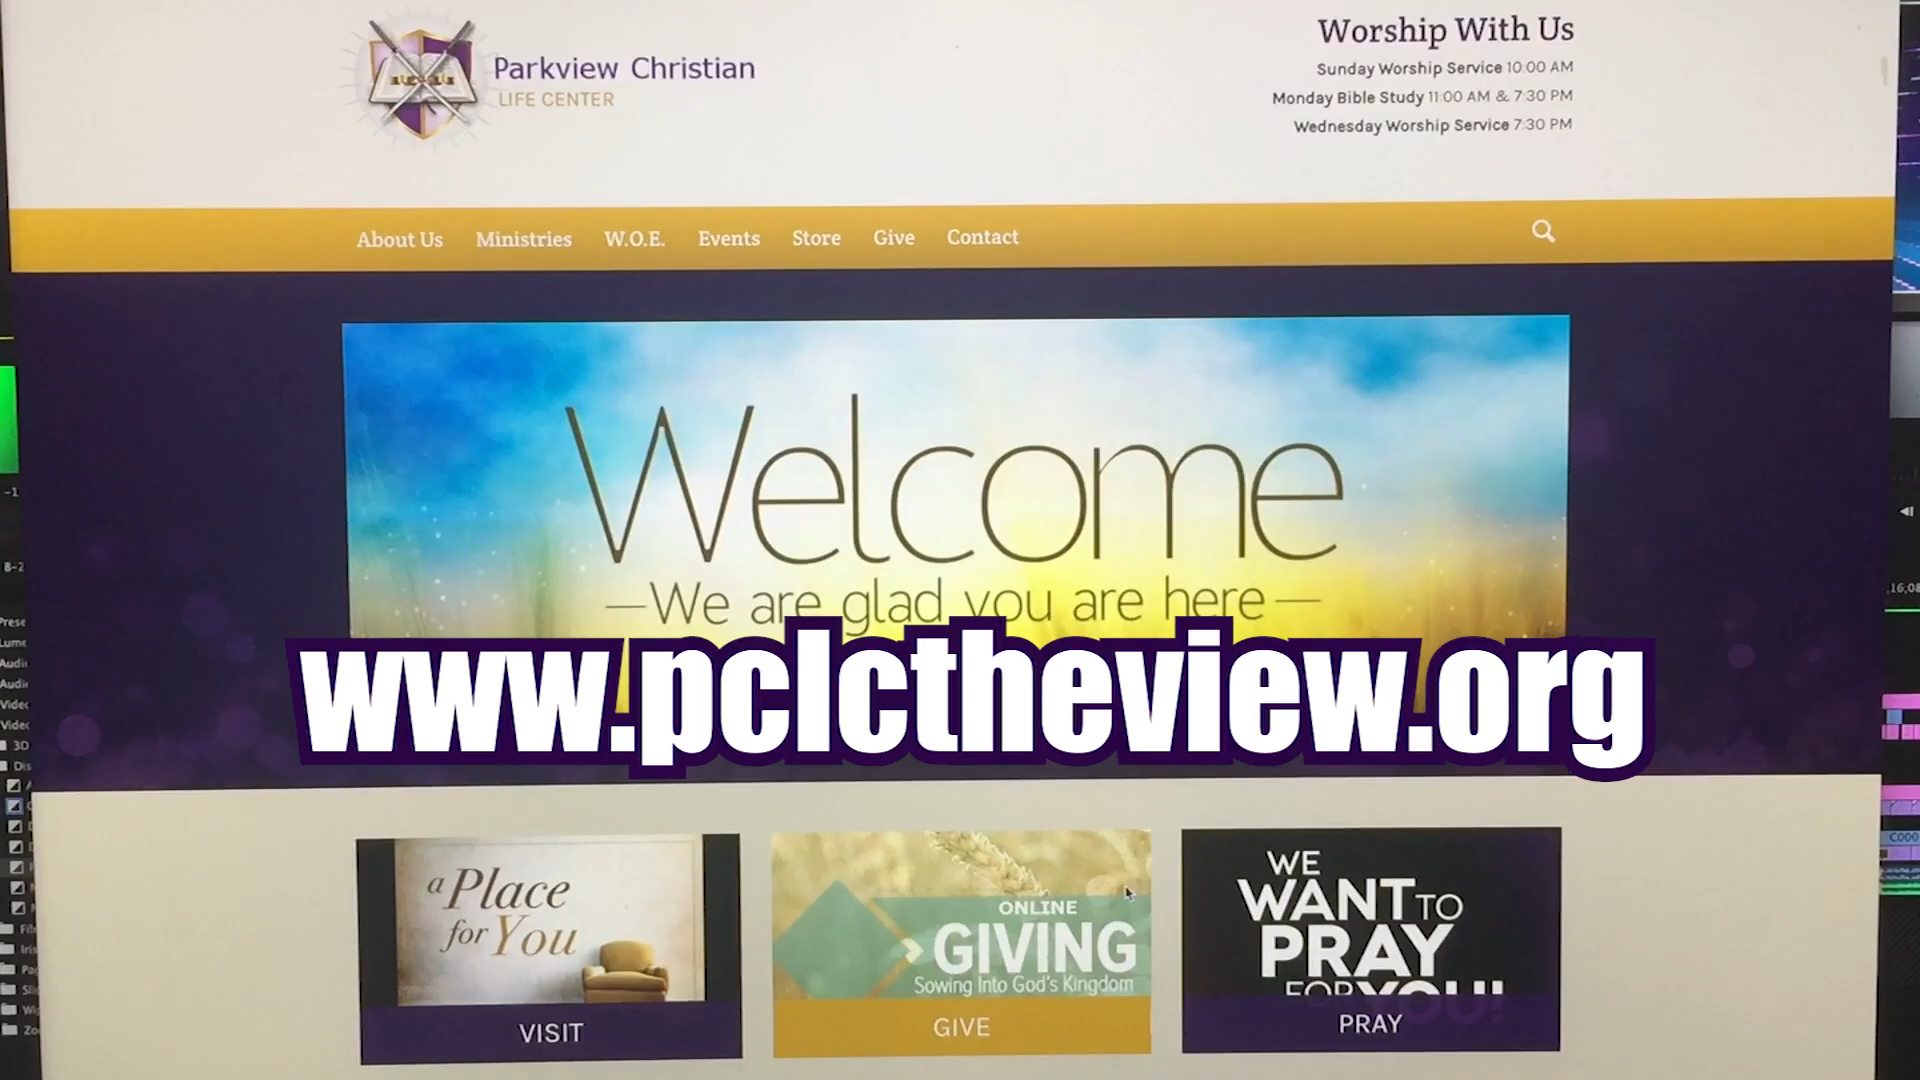 Parkview Christian
LIFE CENTER
Worship With Us
Sunday Worship Service 10:00 AM
Monday Bible Study 11:00 AM & 7:30 PM
Wednesday Worship Service 7:30 PM
About Us Ministries W.O.E. Events Store Give Contact
Welcome
—We are glad you are here—
www.pclctheview.org
a Place
for You
VISIT
ONLINE
GIVING
Sowing Into God's Kingdom
GIVE
WE
WANT TO
PRAY
FOR YOU!
PRAY